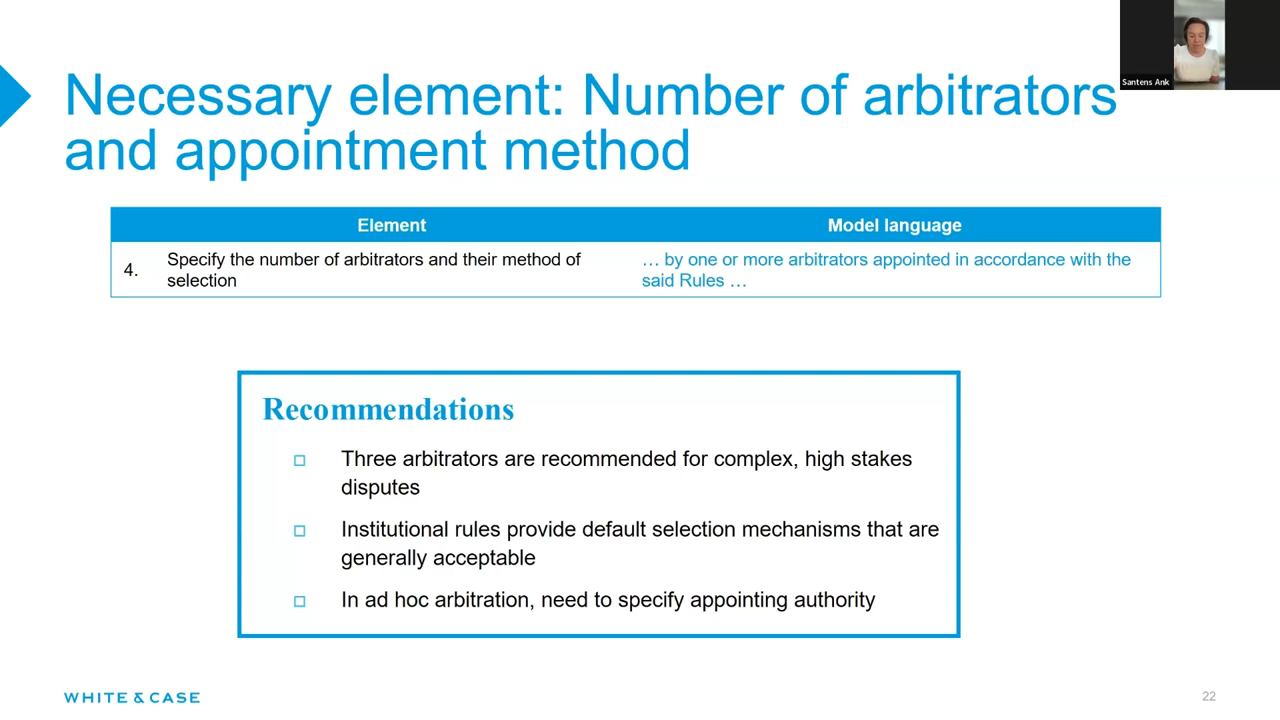 Santens Ank
Necessary element: Number of arbitrators
and appointment method
Element
Model language
4.
Specify the number of arbitrators and their method of
selection
… by one or more arbitrators appointed in accordance with the
said Rules …
Recommendations
Three arbitrators are recommended for complex, high stakes
disputes
Institutional rules provide default selection mechanisms that are
generally acceptable
In ad hoc arbitration, need to specify appointing authority
WHITE & CASE
22